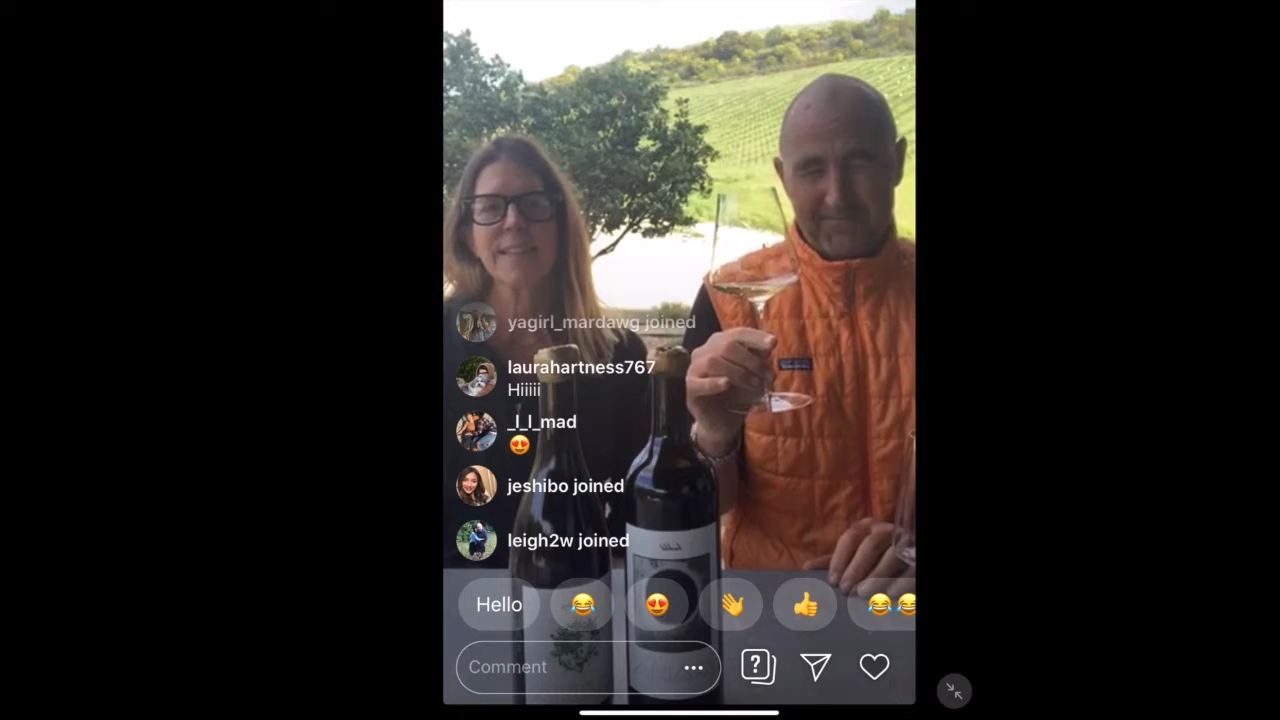 yagirl_mardawg joined
laurahartness767
Hiiiii
_l_l_mad
jeshibo joined
leigh2w joined
Hello
Comment